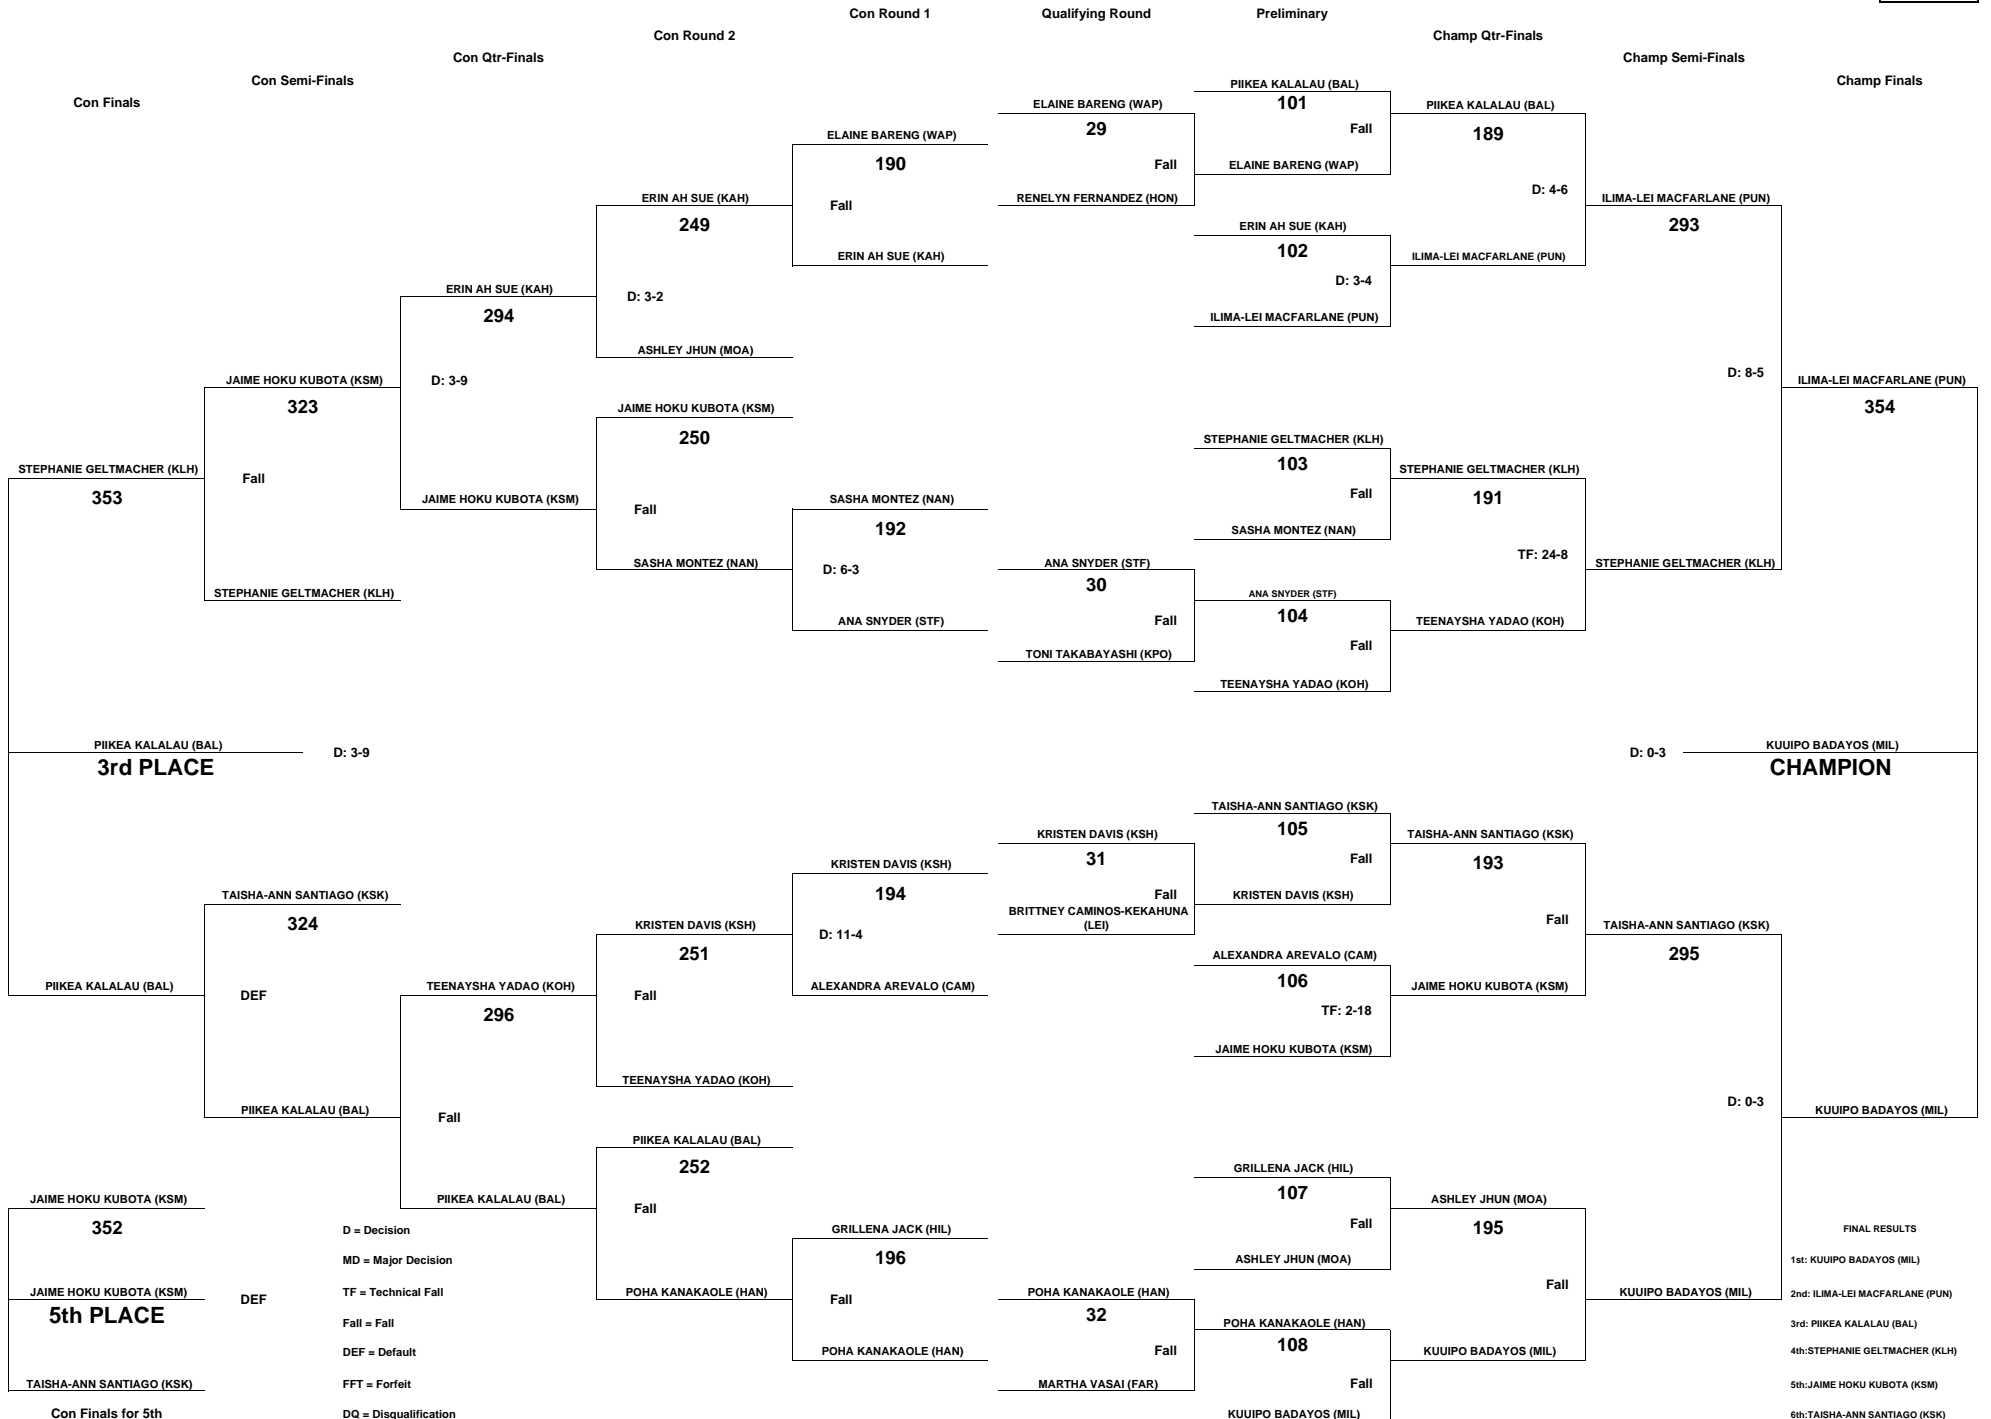 Con Round 1
Qualifying Round
Preliminary
Con Round 2
Champ Qtr-Finals
Con Qtr-Finals
Champ Semi-Finals
Con Semi-Finals
Champ Finals
Con Finals
PIIKEA KALALAU (BAL)
101
Fall
ELAINE BARENG (WAP)
29
Fall
ELAINE BARENG (WAP)
RENELYN FERNANDEZ (HON)
PIIKEA KALALAU (BAL)
189
D: 4-6
ELAINE BARENG (WAP)
190
Fall
ERIN AH SUE (KAH)
ERIN AH SUE (KAH)
249
D: 3-2
ASHLEY JHUN (MOA)
ERIN AH SUE (KAH)
102
D: 3-4
ILIMA-LEI MACFARLANE (PUN)
ILIMA-LEI MACFARLANE (PUN)
ILIMA-LEI MACFARLANE (PUN)
293
D: 8-5
ERIN AH SUE (KAH)
294
D: 3-9
JAIME HOKU KUBOTA (KSM)
JAIME HOKU KUBOTA (KSM)
323
Fall
STEPHANIE GELTMACHER (KLH)
JAIME HOKU KUBOTA (KSM)
250
Fall
SASHA MONTEZ (NAN)
ILIMA-LEI MACFARLANE (PUN)
354
STEPHANIE GELTMACHER (KLH)
103
Fall
SASHA MONTEZ (NAN)
STEPHANIE GELTMACHER (KLH)
191
TF: 24-8
STEPHANIE GELTMACHER (KLH)
TEENAYSHA YADAO (KOH)
STEPHANIE GELTMACHER (KLH)
353
SASHA MONTEZ (NAN)
192
D: 6-3
ANA SNYDER (STF)
ANA SNYDER (STF)
30
Fall
TONI TAKABAYASHI (KPO)
ANA SNYDER (STF)
104
Fall
TEENAYSHA YADAO (KOH)
PIIKEA KALALAU (BAL)
3rd PLACE
D: 3-9
D: 0-3
KUUIPO BADAYOS (MIL)
CHAMPION
TAISHA-ANN SANTIAGO (KSK)
105
Fall
KRISTEN DAVIS (KSH)
KRISTEN DAVIS (KSH)
31
Fall
BRITTNEY CAMINOS-KEKAHUNA
(LEI)
TAISHA-ANN SANTIAGO (KSK)
193
Fall
JAIME HOKU KUBOTA (KSM)
KRISTEN DAVIS (KSH)
194
D: 11-4
ALEXANDRA AREVALO (CAM)
TAISHA-ANN SANTIAGO (KSK)
324
DEF
PIIKEA KALALAU (BAL)
KRISTEN DAVIS (KSH)
251
Fall
TEENAYSHA YADAO (KOH)
TAISHA-ANN SANTIAGO (KSK)
295
D: 0-3
ALEXANDRA AREVALO (CAM)
106
TF: 2-18
JAIME HOKU KUBOTA (KSM)
PIIKEA KALALAU (BAL)
TEENAYSHA YADAO (KOH)
296
Fall
PIIKEA KALALAU (BAL)
KUUIPO BADAYOS (MIL)
PIIKEA KALALAU (BAL)
252
Fall
POHA KANAKAOLE (HAN)
GRILLENA JACK (HIL)
107
Fall
ASHLEY JHUN (MOA)
ASHLEY JHUN (MOA)
195
Fall
KUUIPO BADAYOS (MIL)
KUUIPO BADAYOS (MIL)
GRILLENA JACK (HIL)
196
Fall
POHA KANAKAOLE (HAN)
POHA KANAKAOLE (HAN)
32
Fall
MARTHA VASAI (FAR)
POHA KANAKAOLE (HAN)
108
Fall
KUUIPO BADAYOS (MIL)
JAIME HOKU KUBOTA (KSM)
352
JAIME HOKU KUBOTA (KSM)
5th PLACE
DEF
TAISHA-ANN SANTIAGO (KSK)
Con Finals for 5th
D = Decision
MD = Major Decision
TF = Technical Fall
Fall = Fall
DEF = Default
FFT = Forfeit
DQ = Disqualification
FINAL RESULTS
1st: KUUIPO BADAYOS (MIL)
2nd: ILIMA-LEI MACFARLANE (PUN)
3rd: PIIKEA KALALAU (BAL)
4th:STEPHANIE GELTMACHER (KLH)
5th:JAIME HOKU KUBOTA (KSM)
6th:TAISHA-ANN SANTIAGO (KSK)